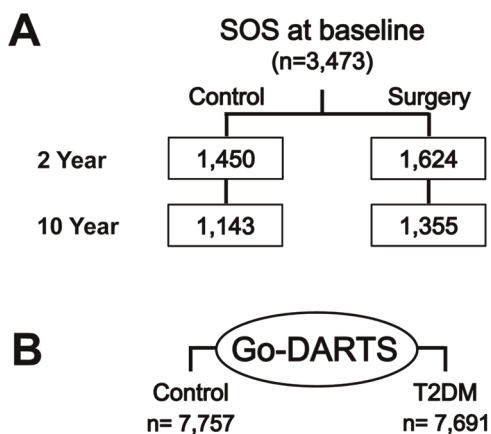 A
SOS at baseline
(n=3,473)
Control Surgery
2 Year 1,450 1,624
10 Year 1,143 1,355
B
Go-DARTS
Control T2DM
n= 7,757 n= 7,691